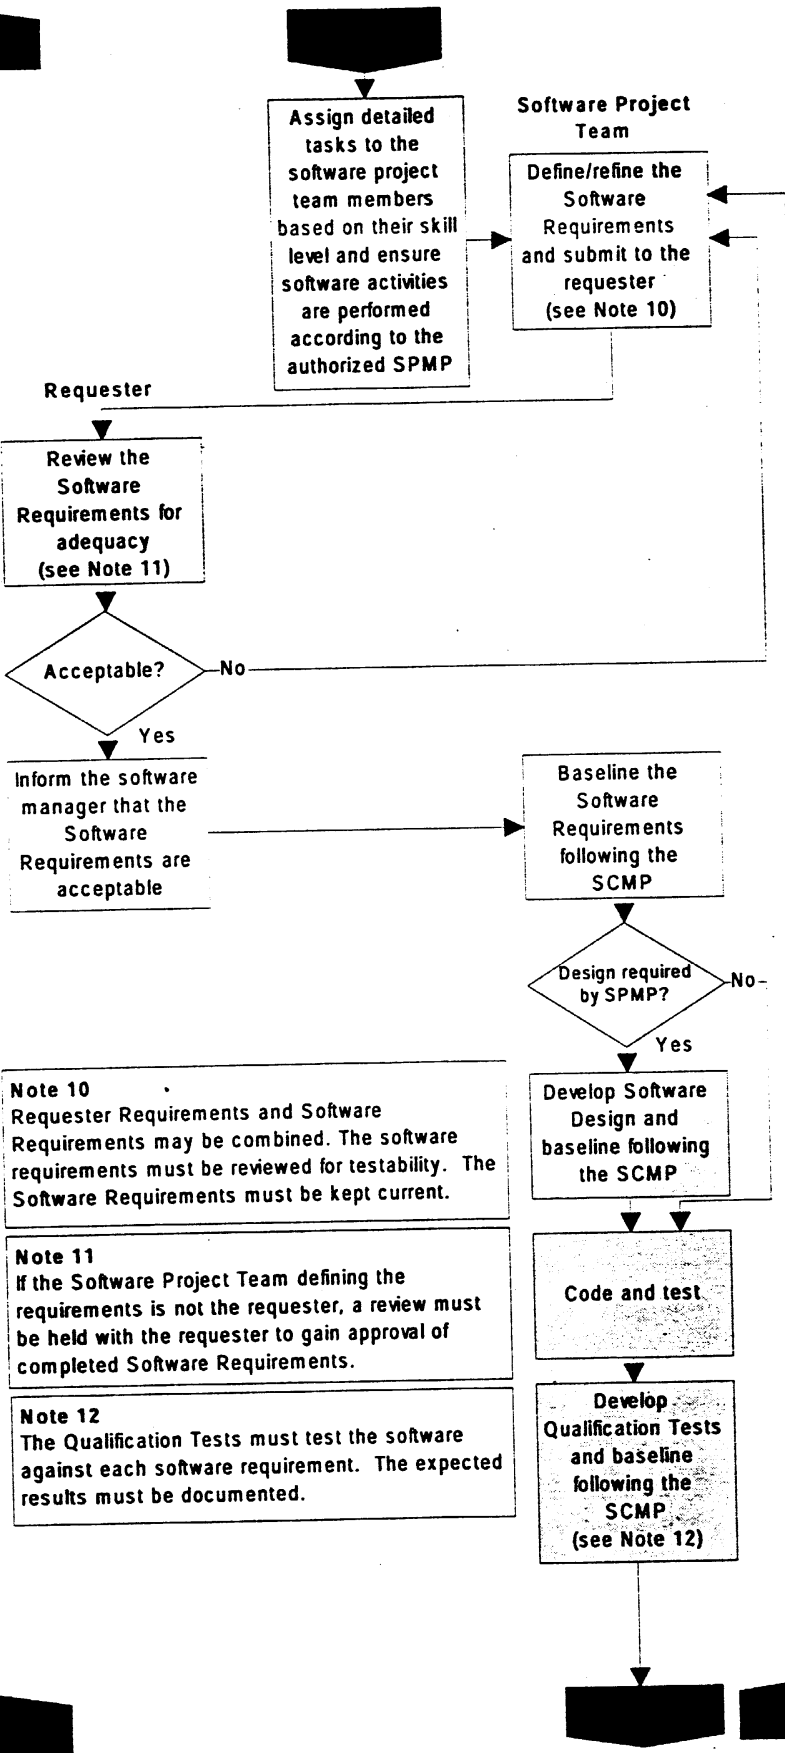 Assign detailed
tasks to the
software project
team members
based on their skill
level and ensure
software activities
are performed
according to the
authorized SPMP
Software Project
Team
Define/refine the
Software
Requirements
and submit to the
requester
(see Note 10)
Requester
Review the
Software
Requirements for
adequacy
(see Note 11)
Acceptable?
No
Yes
Inform the software
manager that the
Software
Requirements are
acceptable
Baseline the
Software
Requirements
following the
SCMP
Design required
by SPMP?
No
Yes
Develop Software
Design and
baseline following
the SCMP
Code and test
Develop
Qualification Tests
and baseline
following the
SCMP
(see Note 12)
Note 10
Requester Requirements and Software
Requirements may be combined. The software
requirements must be reviewed for testability. The
Software Requirements must be kept current.
Note 11
If the Software Project Team defining the
requirements is not the requester, a review must
be held with the requester to gain approval of
completed Software Requirements.
Note 12
The Qualification Tests must test the software
against each software requirement. The expected
results must be documented.